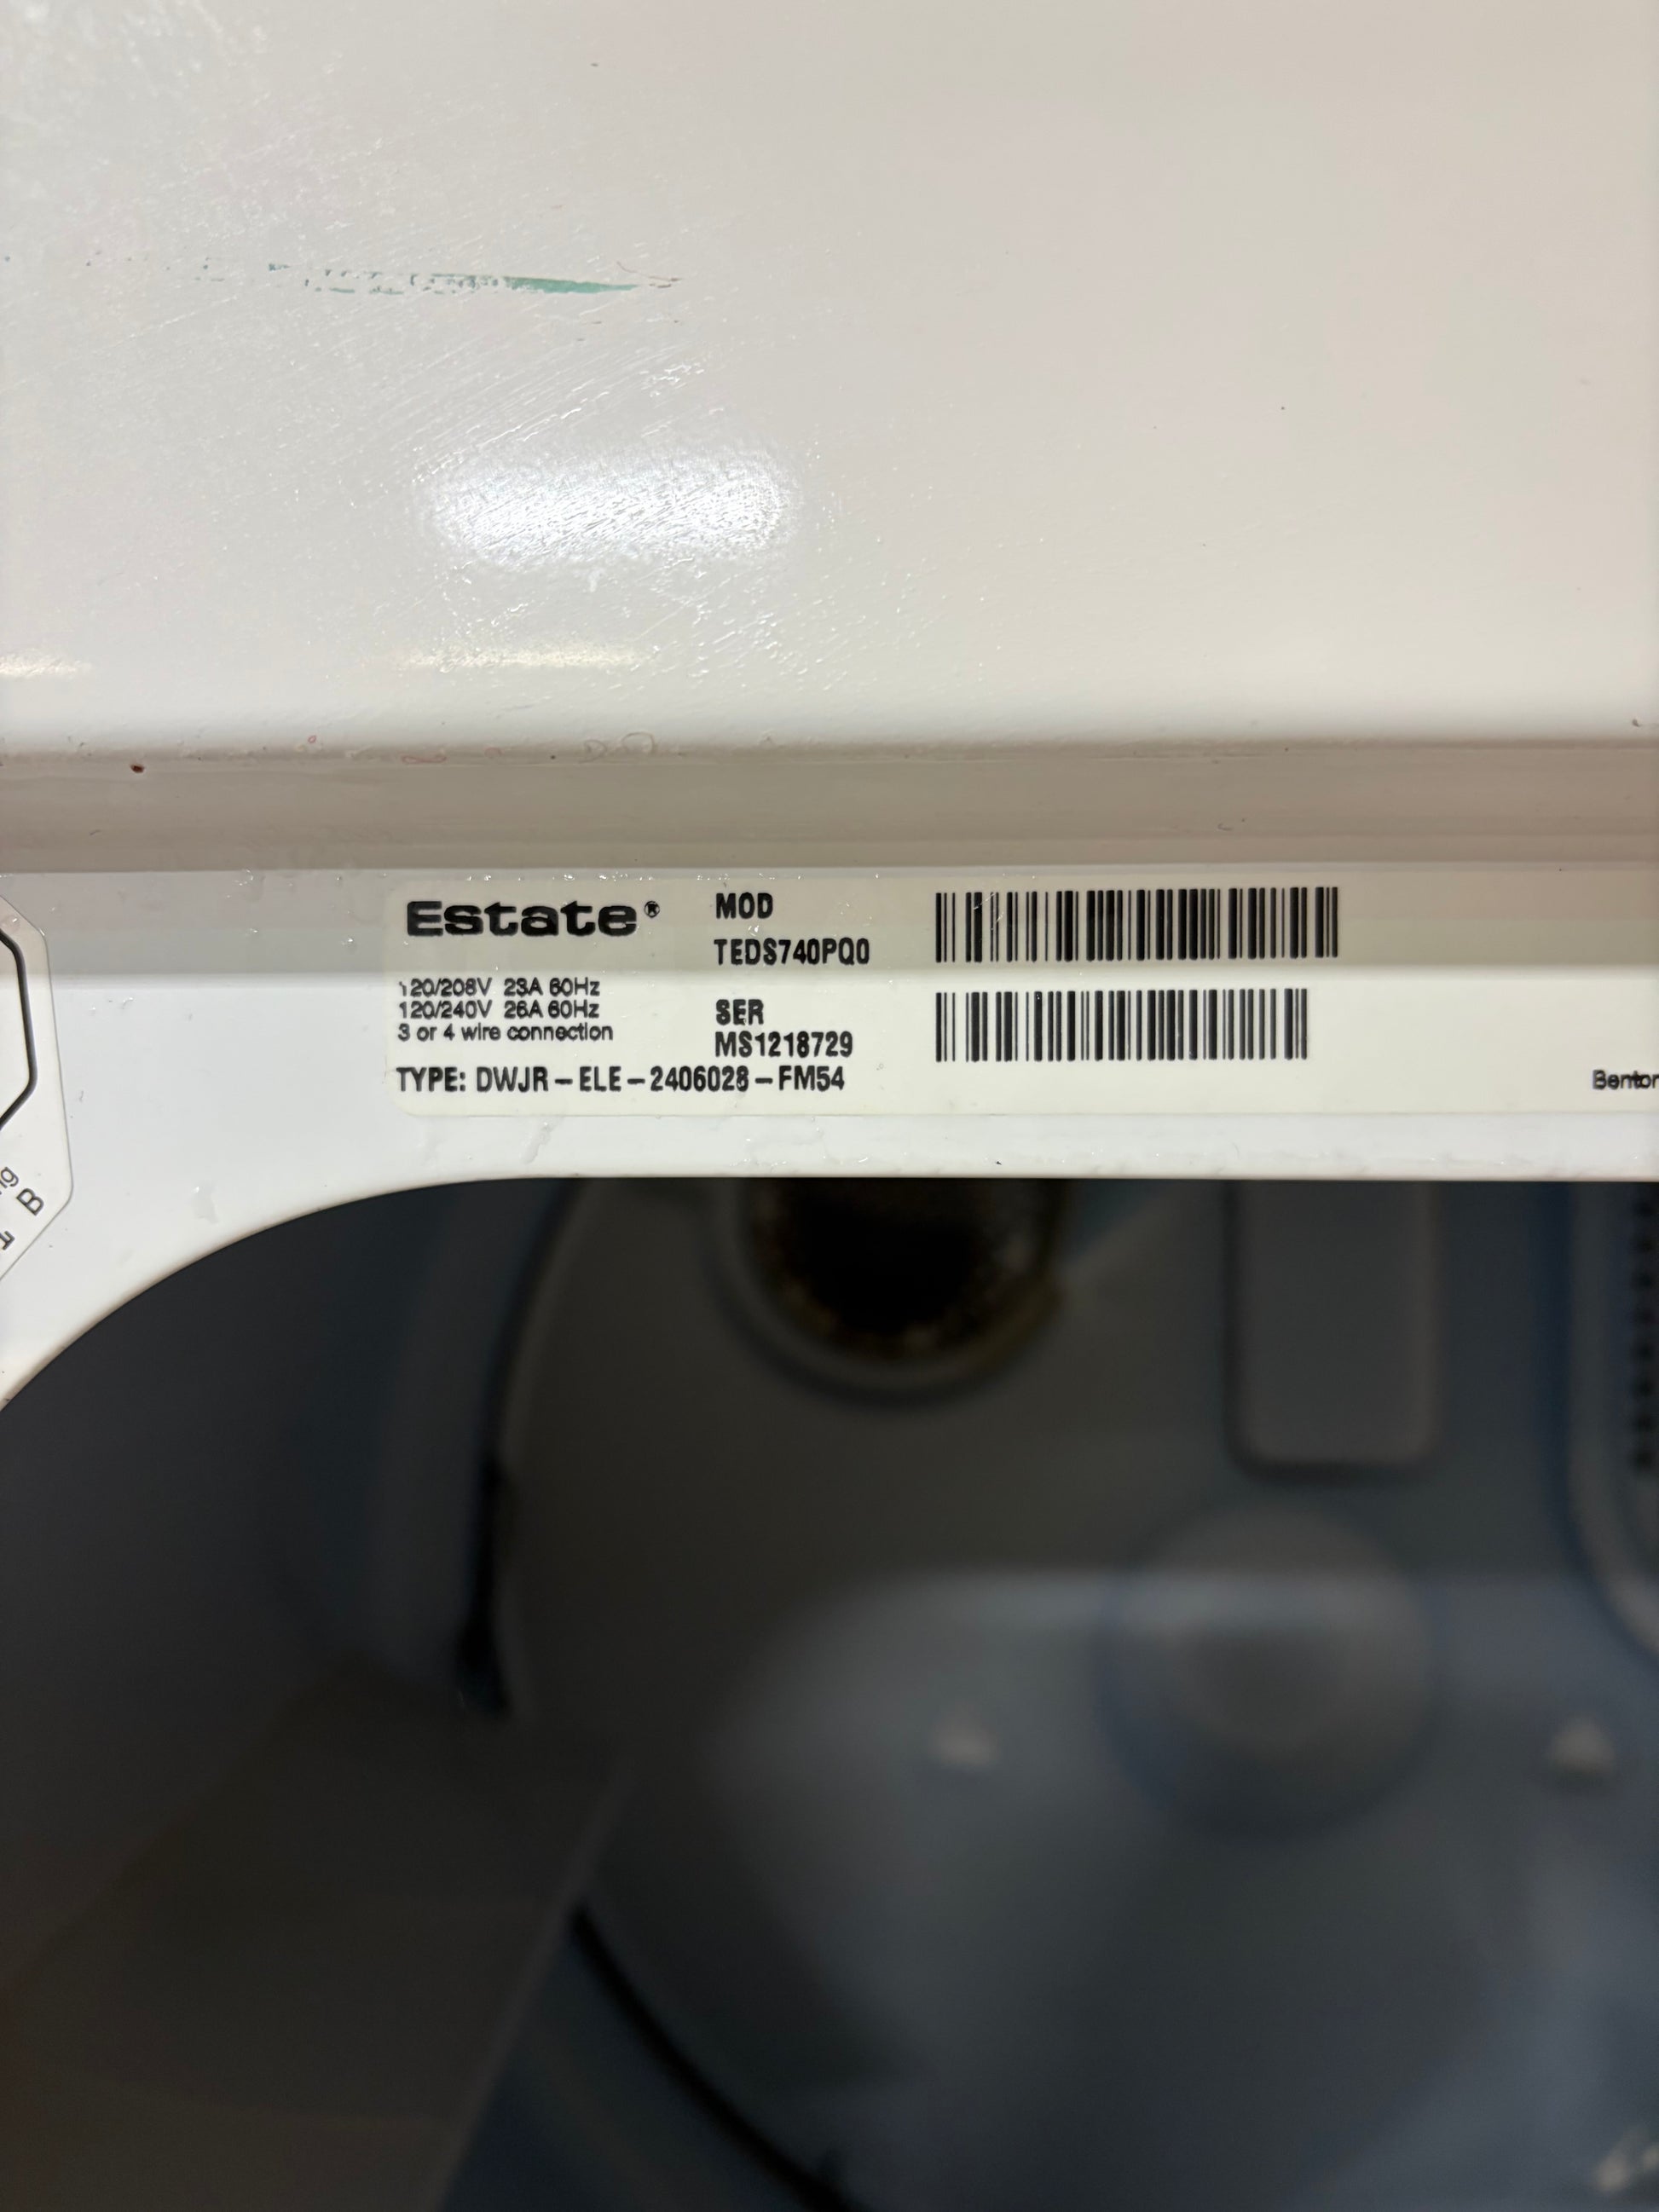 Estate®
MOD
TEDS740PQ0
120/208V 23A 60Hz
120/240V 26A 60Hz
3 or 4 wire connection
SER
MS1218729
TYPE: DWJR-ELE-2406028-FM54
B